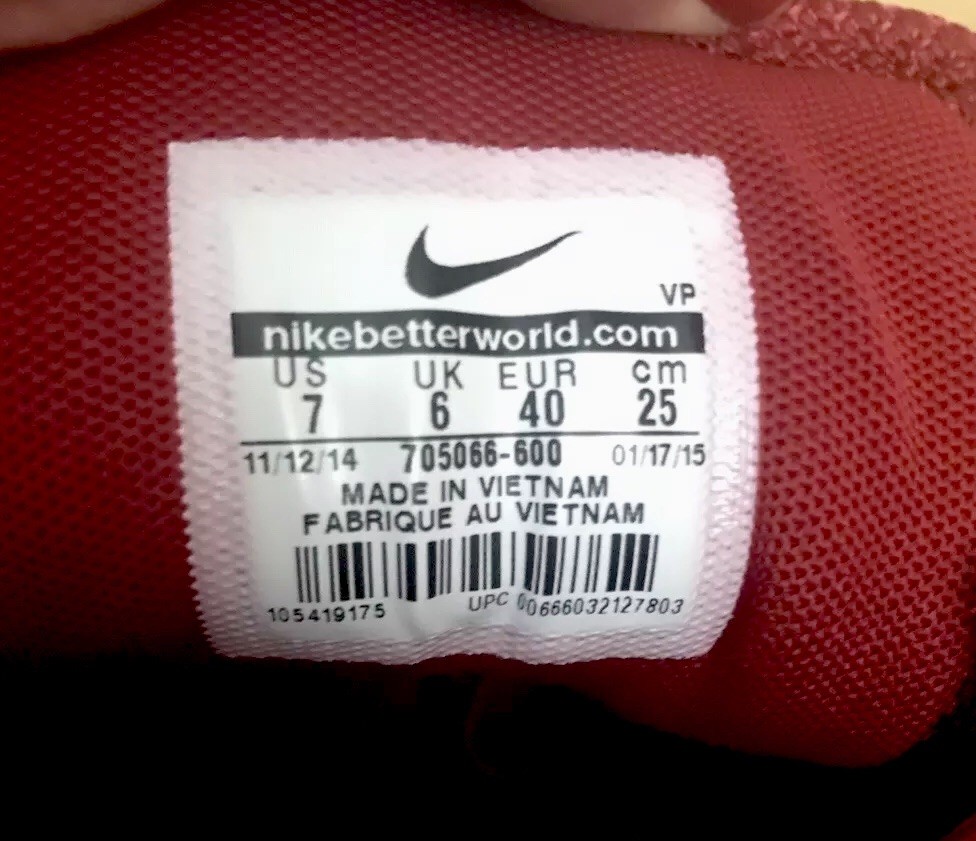 VP
nikebetterworld.com
US UK EUR cm
7 6 40 25
11/12/14 705066-600 01/17/15
MADE IN VIETNAM
FABRIQUE AU VIETNAM
105419175 UPC 00666032127803